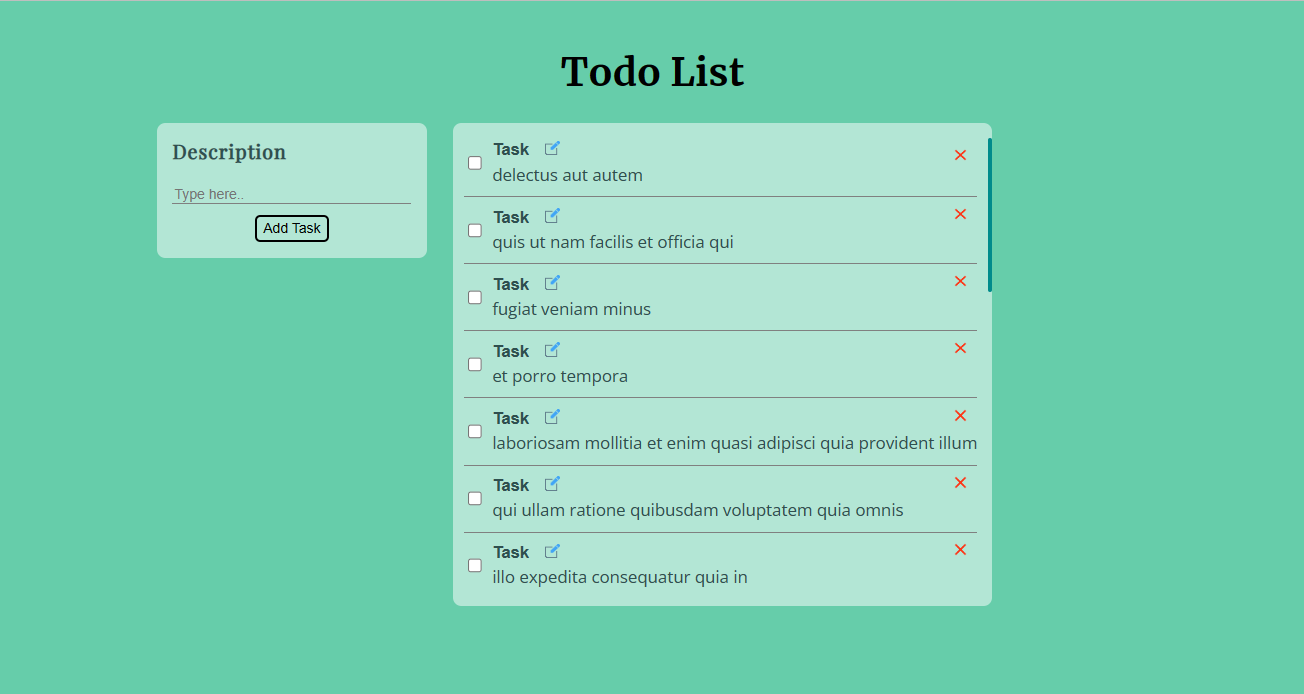 Todo List
Description
Type here..
Add Task
Task
delectus aut autem
Task
quis ut nam facilis et officia qui
Task
fugiat veniam minus
Task
et porro tempora
Task
laboriosam mollitia et enim quasi adipisci quia provident illum
Task
qui ullam ratione quibusdam voluptatem quia omnis
Task
illo expedita consequatur quia in